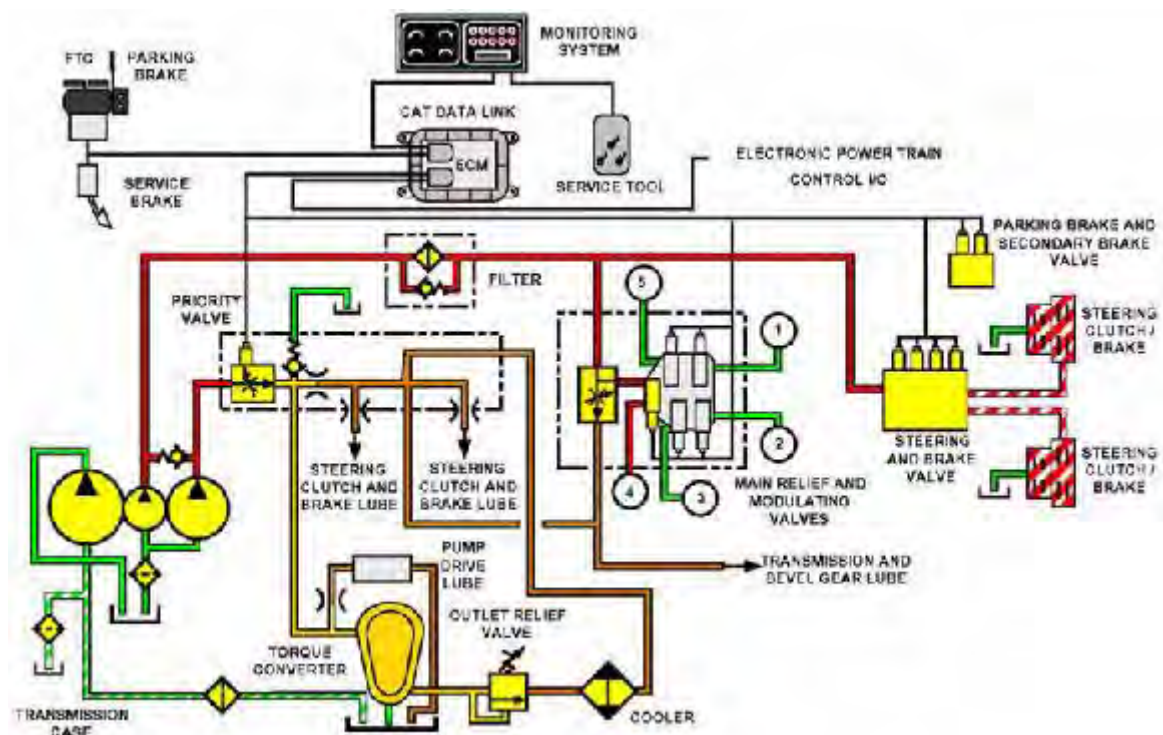 MONITORING
SYSTEM
FTC
PARKING
BRAKE
CAT DATA LINK
ECM
SERVICE
BRAKE
SERVICE TOOL
ELECTRONIC POWER TRAIN
CONTROL I/C
PARKING BRAKE AND
SECONDARY BRAKE
VALVE
FILTER
PRIORITY
VALVE
5
1
STEERING
CLUTCH /
BRAKE
2
STEERING
AND BRAKE
VALVE
STEERING
CLUTCH AND
BRAKE LUBE
STEERING
CLUTCH AND
BRAKE LUBE
4
3
MAIN RELIEF AND
MODULATING
VALVES
STEERING
CLUTCH /
BRAKE
PUMP
DRIVE
LUBE
TRANSMISSION AND
BEVEL GEAR LUBE
OUTLET RELIEF
VALVE
TORQUE
CONVERTER
COOLER
TRANSMISSION
CASE